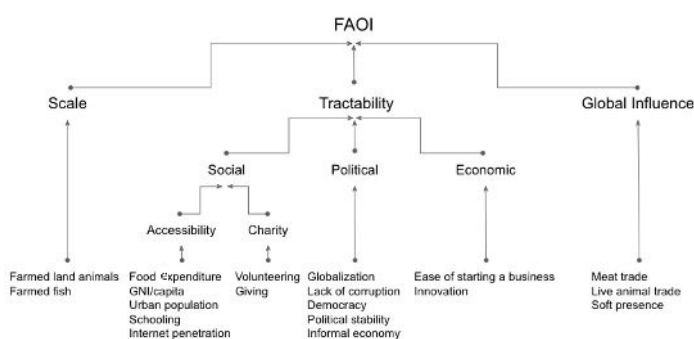 FAOI
Scale
Tractability
Global Influence
Social
Political
Economic
Accessibility
Charity
Farmed land animals
Farmed fish
Food expenditure
GNI/capita
Urban population
Schooling
Internet penetration
Volunteering
Giving
Globalization
Lack of corruption
Democracy
Political stability
Informal economy
Ease of starting a business
Innovation
Meat trade
Live animal trade
Soft presence